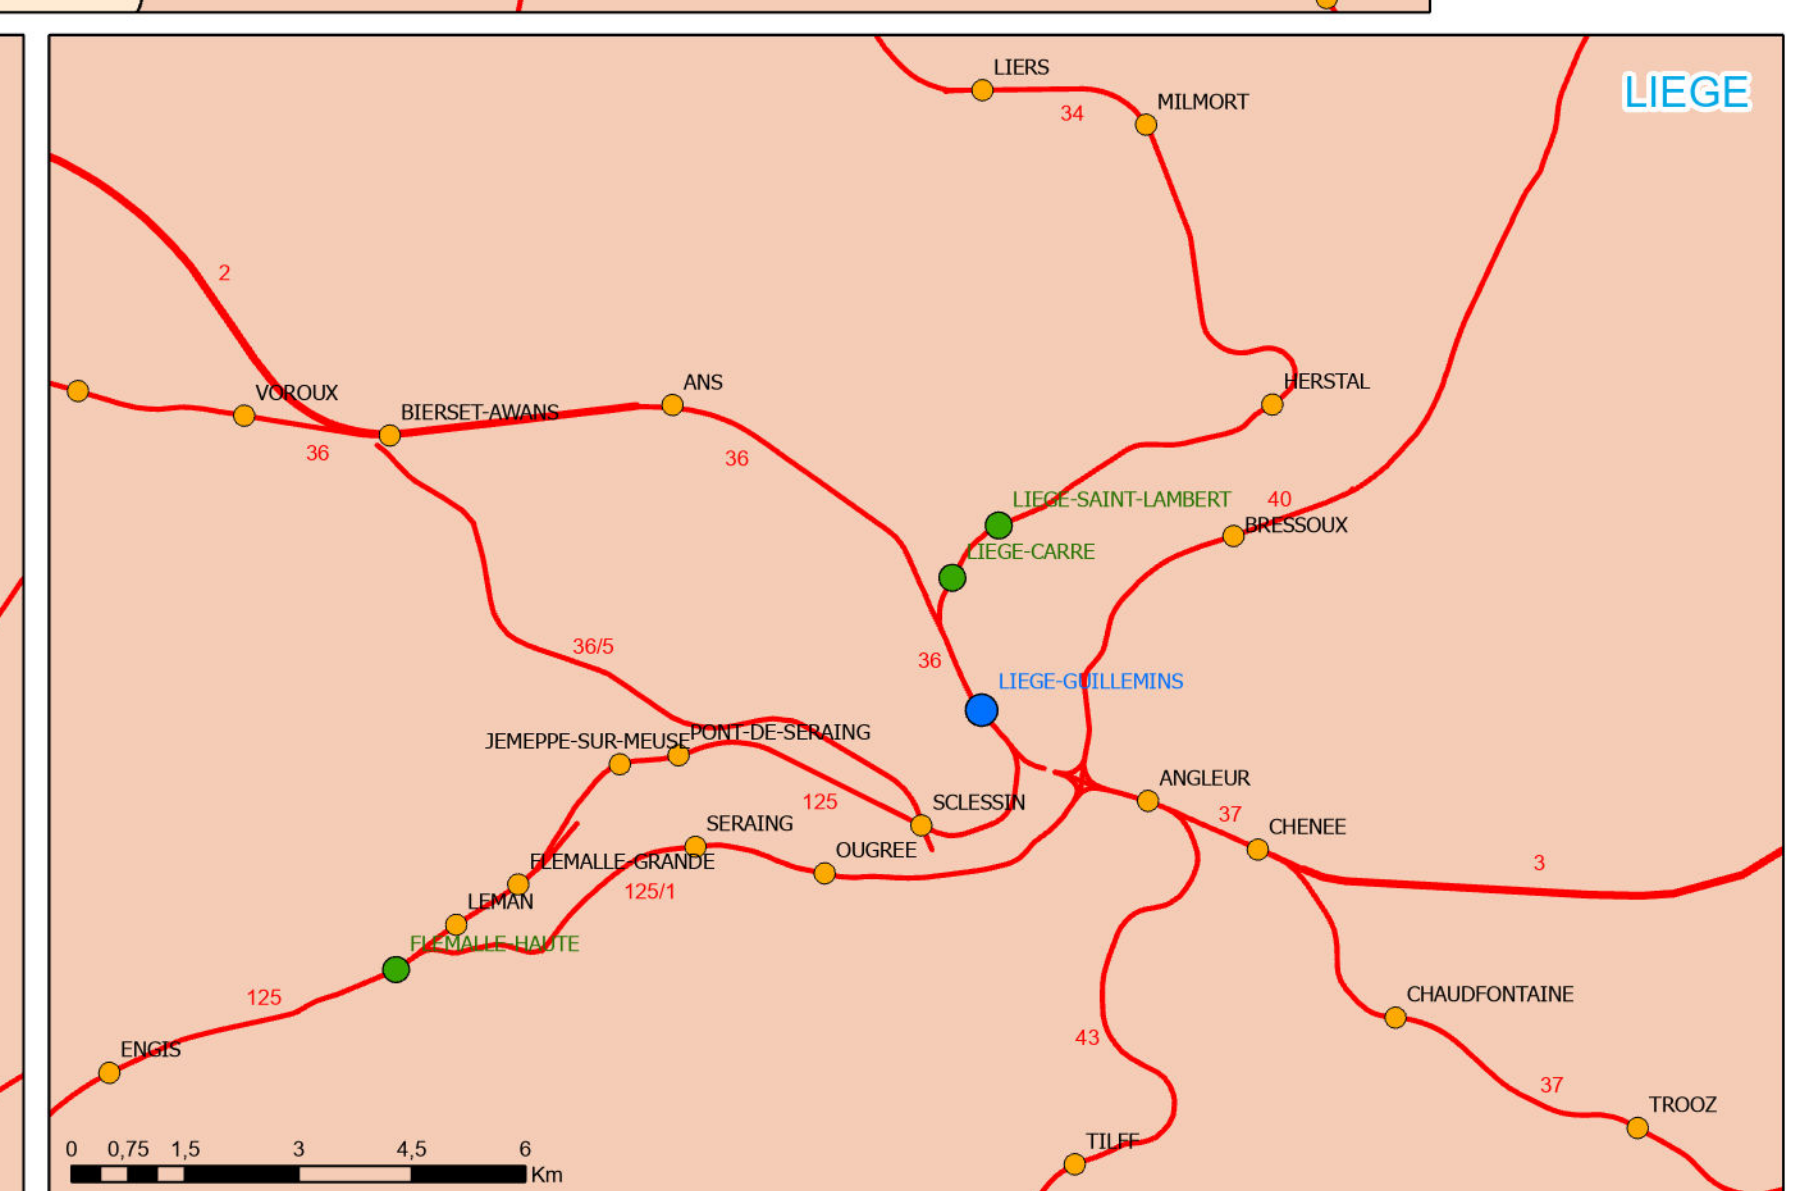 LIERS
LIEGE
34
MILMORT
2
VOROUX
ANS
HERSTAL
BIERSET-AWANS
36
36
LIEGE-SAINT-LAMBERT
40
BRESSOUX
LIEGE-CARRE
36/5
36
LIEGE-GUILLEMINS
JEMEPPE-SUR-MEUSE
PONT-DE-SERAING
ANGLEUR
125
SCLESSIN
37
SERAING
CHENEE
OUGREE
FLEMALLE-GRANDE
3
125/1
LEMAN
FLEMALLE-HAUTE
125
CHAUDFONTAINE
43
ENGIS
37
TROOZ
TILFF
0 0,75 1,5 3 4,5 6
Km